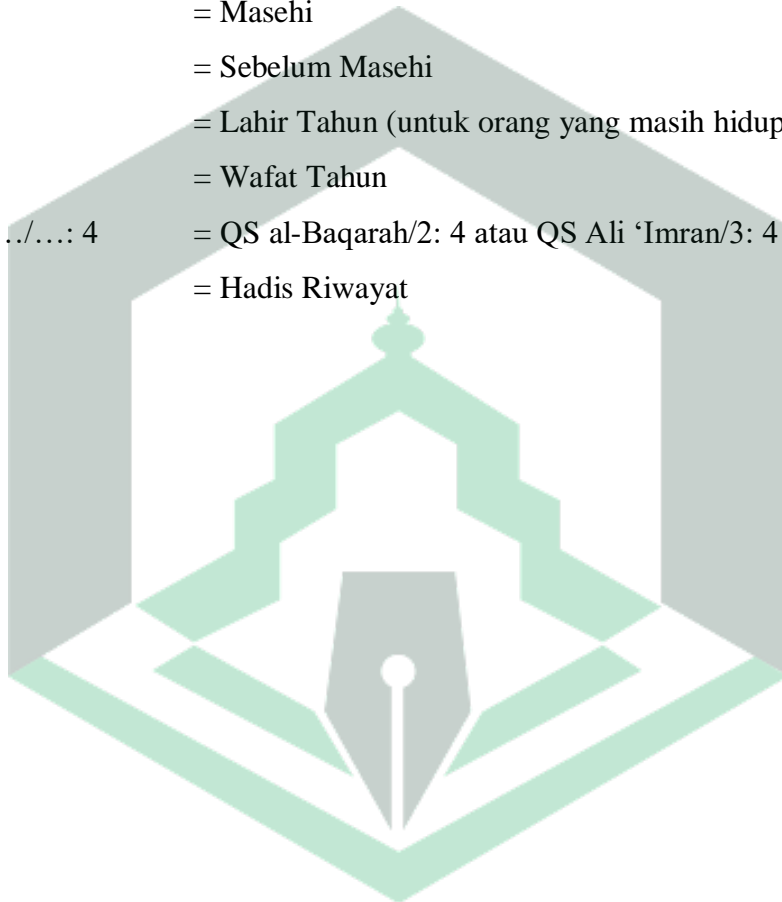 = Masehi
= Sebelum Masehi
= Lahir Tahun (untuk orang yang masih hidup
= Wafat Tahun
…/…: 4 = QS al-Baqarah/2: 4 atau QS Ali ‘Imran/3: 4
= Hadis Riwayat